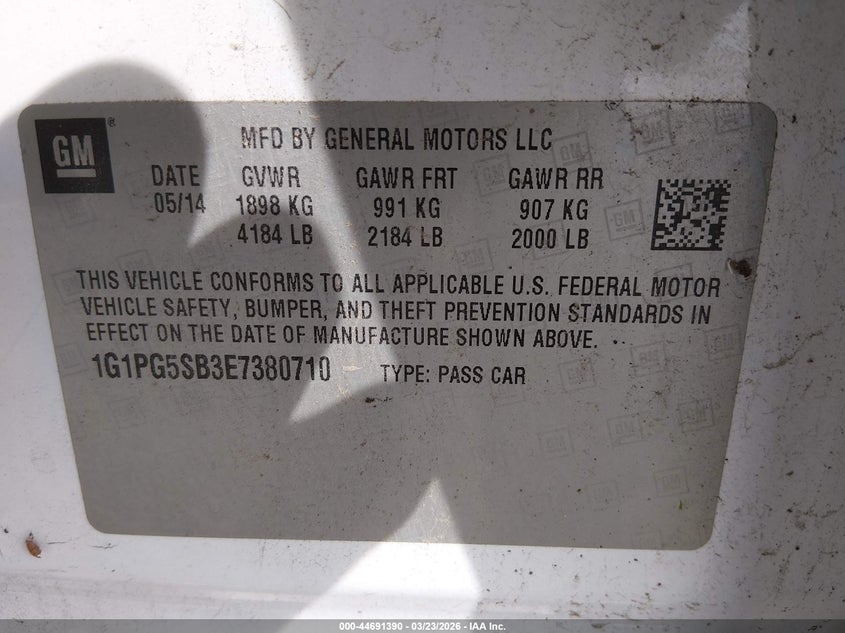 GM®
MFD BY GENERAL MOTORS LLC
DATE GVWR GAWR FRT GAWR RR
05/14 1898 KG 991 KG 907 KG
4184 LB 2184 LB 2000 LB
THIS VEHICLE CONFORMS TO ALL APPLICABLE U.S. FEDERAL MOTOR
VEHICLE SAFETY, BUMPER, AND THEFT PREVENTION STANDARDS IN
EFFECT ON THE DATE OF MANUFACTURE SHOWN ABOVE.
1G1PG5SB3E7380710 TYPE: PASS CAR
000-44691390 - 03/23/2026 - IAA Inc.